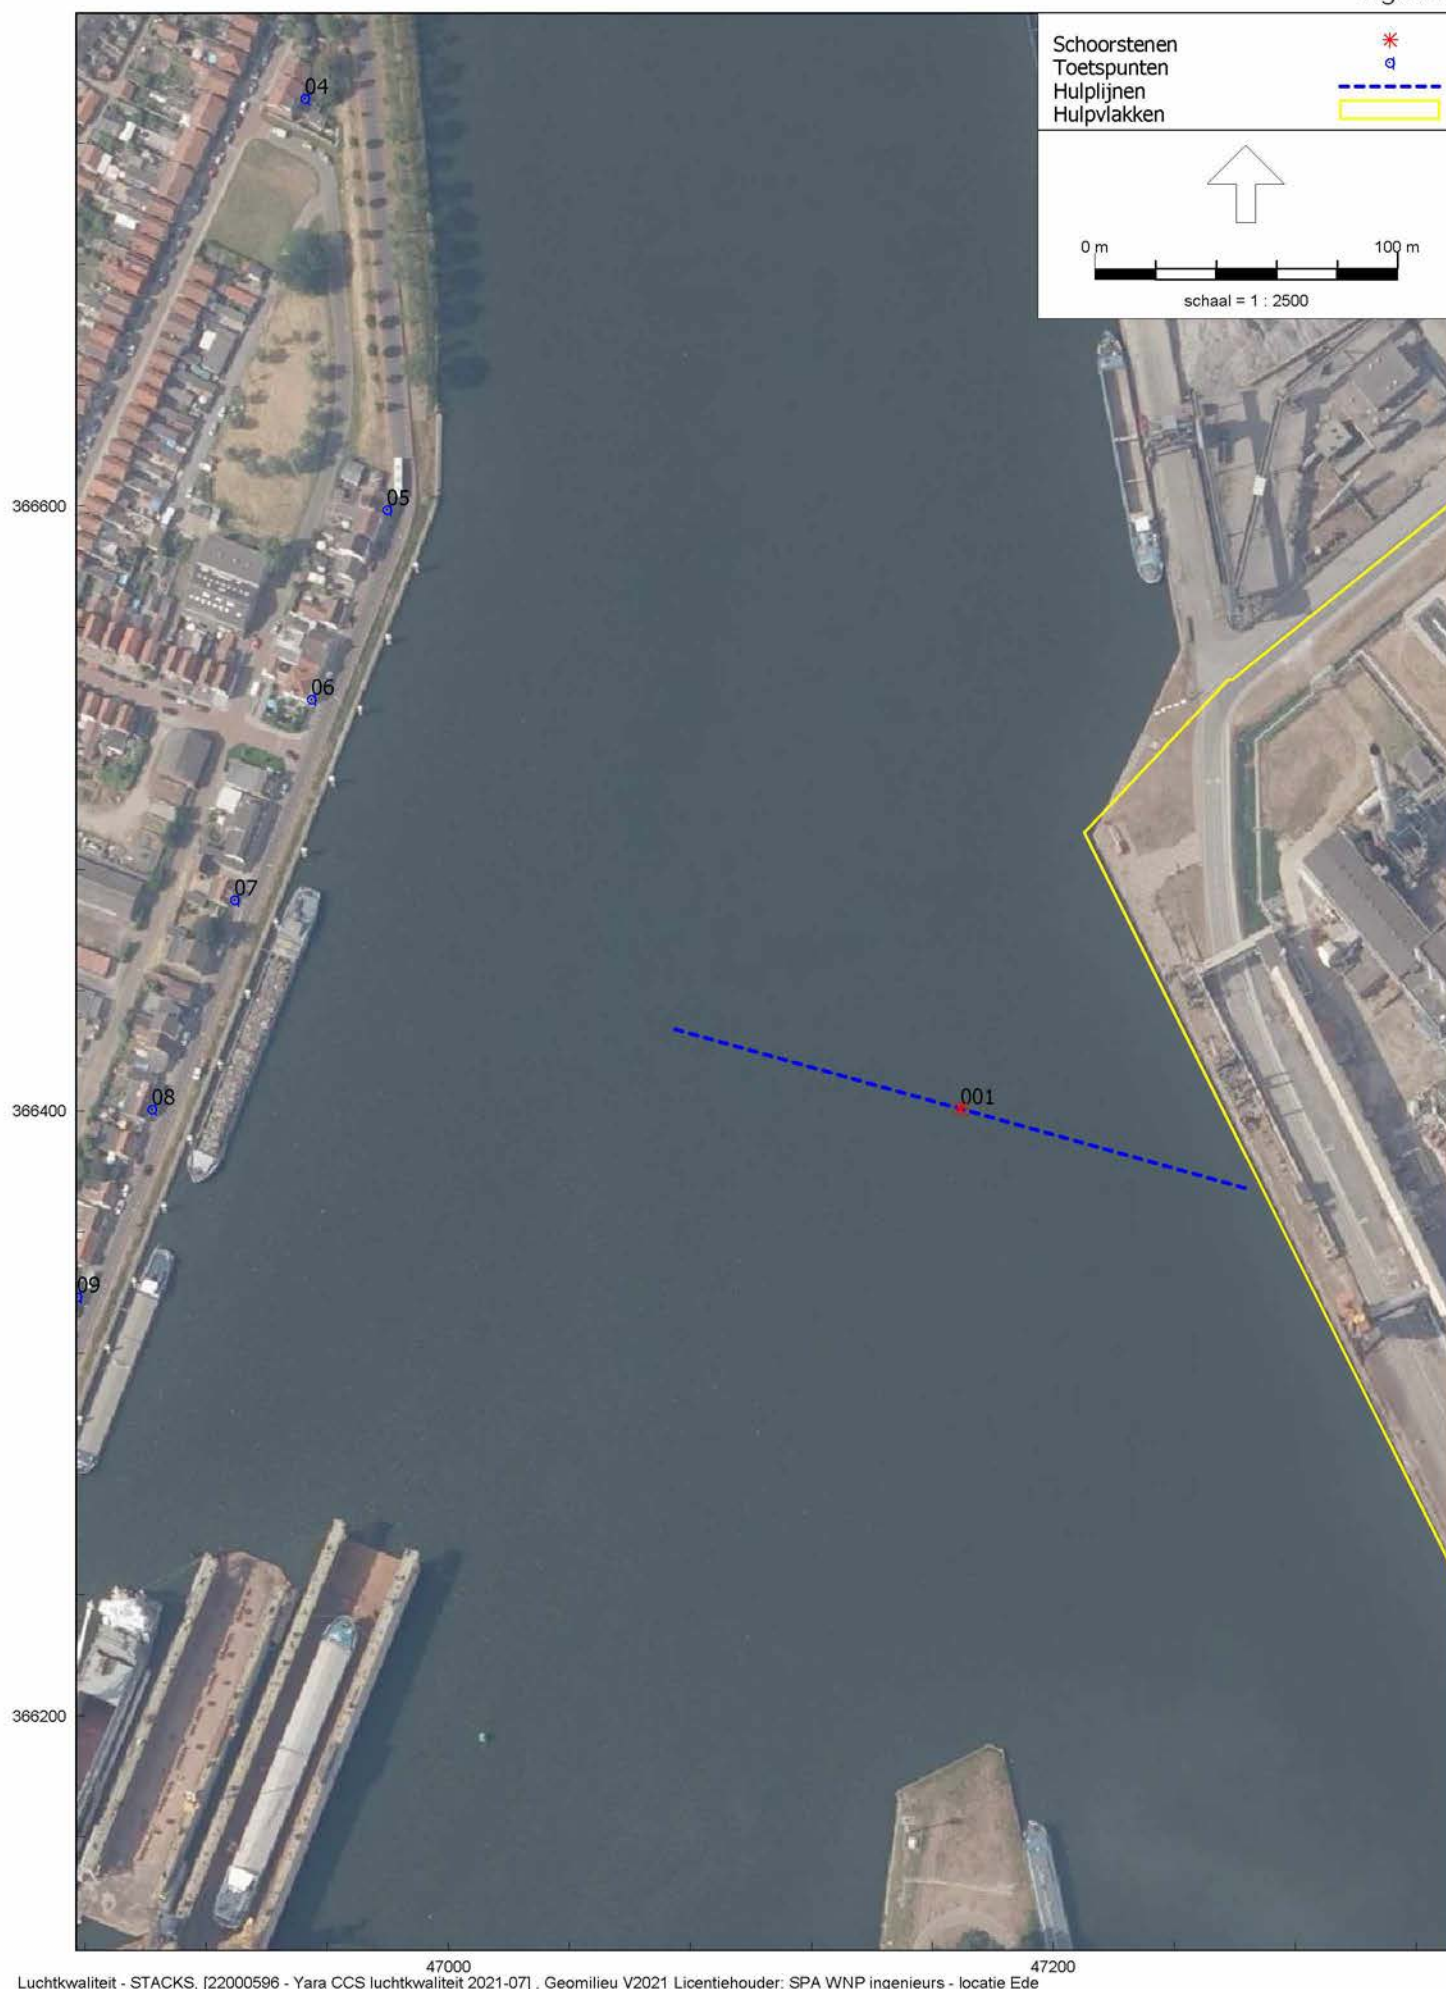 Schoorstenen
Toetspunten
Hulplijnen
Hulpvlakken
0 m 100 m
schaal = 1 : 2500
04
05
366600
06
07
08
001
366400
09
366200
47000 47200
Luchtkwaliteit - STACKS, [22000596 - Yara CCS luchtkwaliteit 2021-07] , Geomilieu V2021 Licentiehouder: SPA WNP ingenieurs - locatie Ede